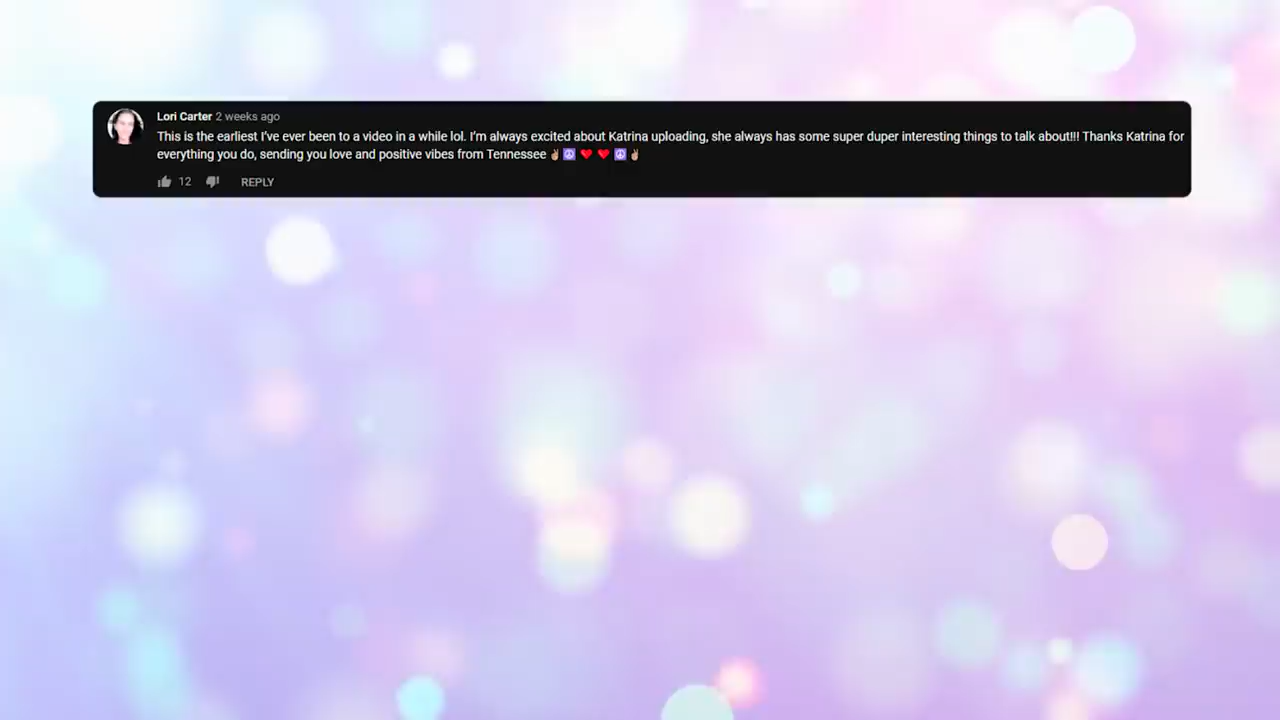 Lori Carter 2 weeks ago
This is the earliest I've ever been to a video in a while lol. I'm always excited about Katrina uploading, she always has some super duper interesting things to talk about!!! Thanks Katrina for
everything you do, sending you love and positive vibes from Tennessee ✌🏽☮️❤️❤️☮️✌🏽
12 REPLY